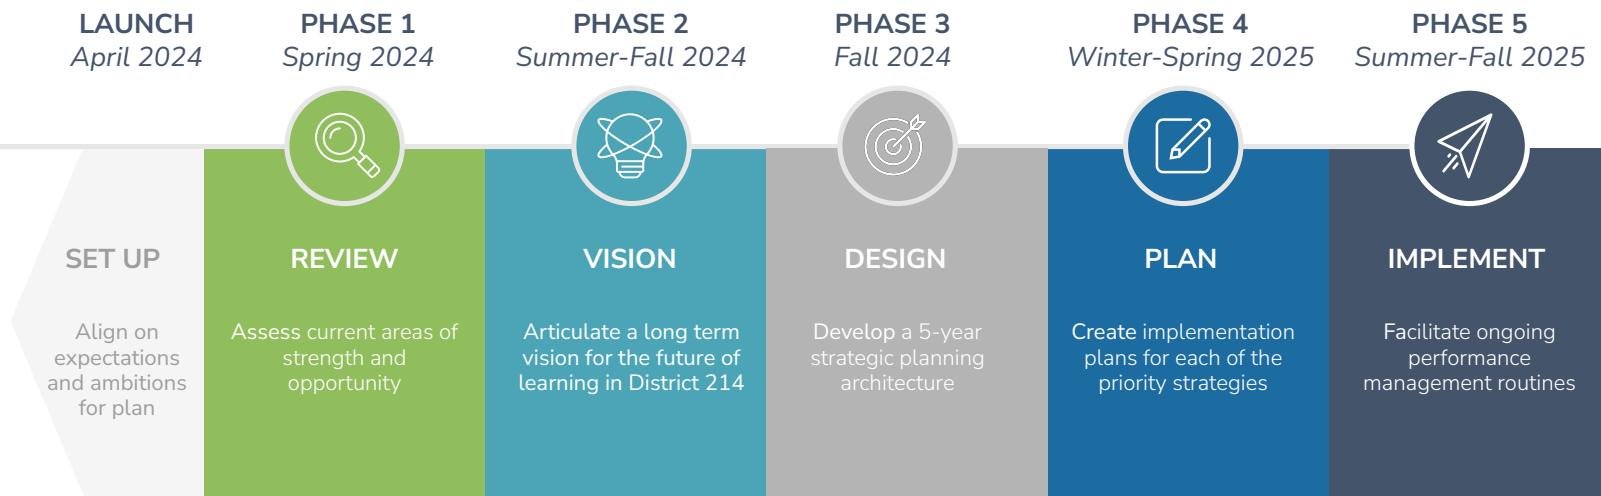 LAUNCH
April 2024
PHASE 1
Spring 2024
PHASE 2
Summer-Fall 2024
PHASE 3
Fall 2024
PHASE 4
Winter-Spring 2025
PHASE 5
Summer-Fall 2025
SET UP
Align on
expectations
and ambitions
for plan
REVIEW
Assess current areas of
strength and
opportunity
VISION
Articulate a long term
vision for the future of
learning in District 214
DESIGN
Develop a 5-year
strategic planning
architecture
PLAN
Create implementation
plans for each of the
priority strategies
IMPLEMENT
Facilitate ongoing
performance
management routines